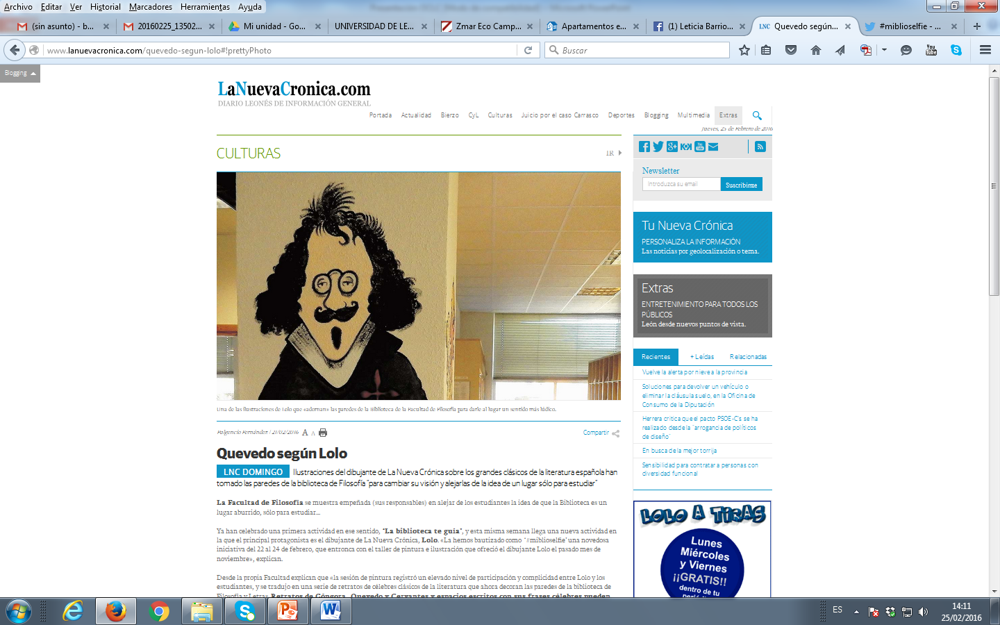 Archivo Editar Ver Historial Marcadores Herramientas Ayuda
(sin asunto) - b... 20160225_13502... Mi unidad - Go... UNIVERSIDAD DE LE... Zmar Eco Camp... Apartamentos e... (1) Leticia Barrio... LNC Quevedo según... #miblioselfie - ...
www.lanuevacronica.com/quevedo-segun-lolo#!prettyPhoto
Buscar
Blogging
LaNuevaCronica.com
DIARIO LEONÉS DE INFORMACIÓN GENERAL
Portada Actualidad Bierzo CyL Culturas Juicio por el caso Carrasco Deportes Blogging Multimedia Extras
Jueves, 25 de Febrero de 2016
CULTURAS
IR
Una de las ilustraciones de Lolo que «adornan» las paredes de la Biblioteca de la Facultad de Filosofía para darle al lugar un sentido más lúdico.
Fulgencio Fernández | 21/02/2016 A A
Compartir
Quevedo según Lolo
LNC DOMINGO Ilustraciones del dibujante de La Nueva Crónica sobre los grandes clásicos de la literatura española han
tomado las paredes de la biblioteca de Filosofía "para cambiar su visión y alejarlas de la idea de un lugar sólo para estudiar"
La Facultad de Filosofía se muestra empeñada (sus responsables) en alejar de los estudiantes la idea de que la Biblioteca es un
lugar aburrido, sólo para estudiar...
Ya han celebrado una primera actividad en ese sentido, "La biblioteca te guía", y esta misma semana llega una nueva actividad en
la que el principal protagonista es el dibujante de La Nueva Crónica, Lolo. «La hemos bautizado como '#miblioselfie' una novedosa
iniciativa del 22 al 24 de febrero, que entronca con el taller de pintura e ilustración que ofreció el dibujante Lolo el pasado mes de
noviembre», explican.
Desde la propia Facultad explican que «la sesión de pintura registró un elevado nivel de participación y complicidad entre Lolo y los
estudiantes, y se tradujo en una serie de retratos de célebres clásicos de la literatura que ahora decoran las paredes de la biblioteca de
Filosofía y Letras. Retratos de Góngora, Quevedo y Cervantes y espacios escritos con sus frases célebres pueden
Newsletter
Introduzca su email
Suscribirme
Tu Nueva Crónica
PERSONALIZA LA INFORMACIÓN
Las noticias por geolocalización o tema.
Extras
ENTRETENIMIENTO PARA TODOS LOS
PÚBLICOS
León desde nuevos puntos de vista.
Recientes + Leídas Relacionadas
Vuelve la alerta por nieve a la provincia
Soluciones para devolver un vehículo o
eliminar la cláusula suelo, en la Oficina de
Consumo de la Diputación
Herrera critica que el pacto PSOE-C's se ha
realizado desde la "arrogancia de políticos
de diseño"
En busca de la mejor torrija
Sensibilidad para contratar a personas con
diversidad funcional
LOLO A TIRAS
Lunes
Miércoles
y Viernes
¡¡GRATIS!!
dentro de tu
ES
14:11
25/02/2016